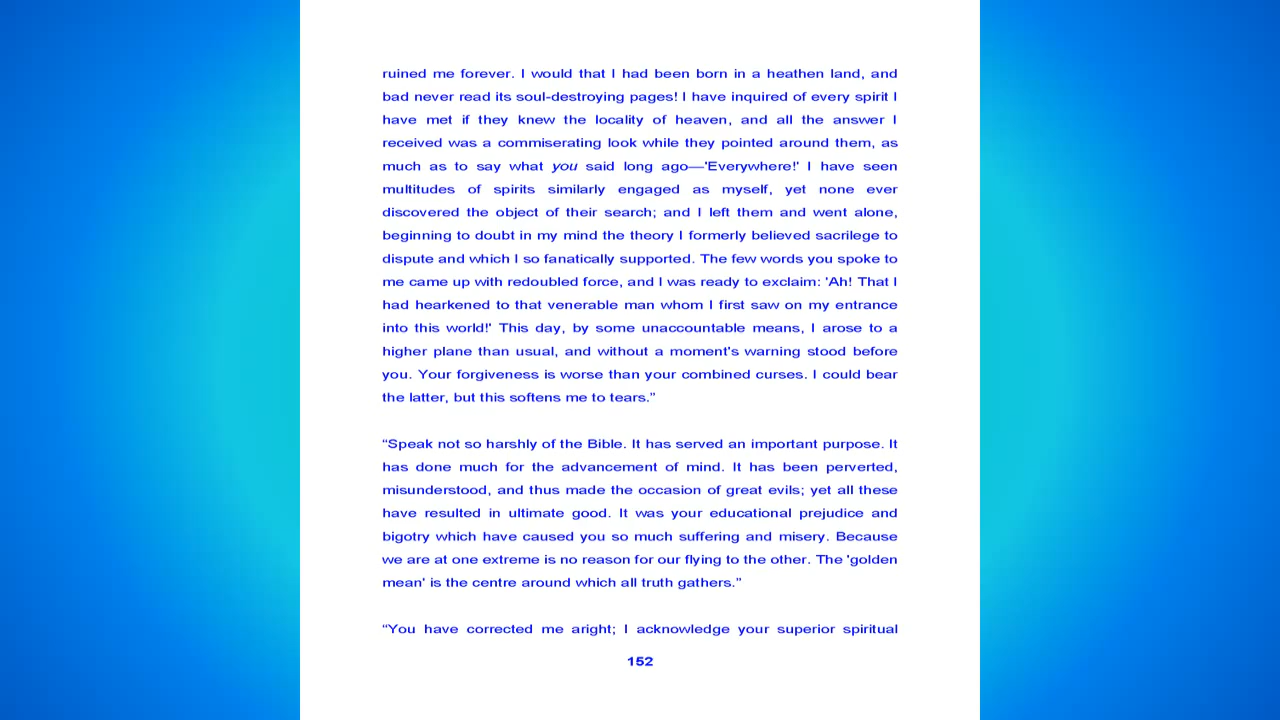 ruined me forever. I would that I had been born in a heathen land, and
bad never read its soul-destroying pages! I have inquired of every spirit I
have met if they knew the locality of heaven, and all the answer I
received was a commiserating look while they pointed around them, as
much as to say what you said long ago—'Everywhere!' I have seen
multitudes of spirits similarly engaged as myself, yet none ever
discovered the object of their search; and I left them and went alone,
beginning to doubt in my mind the theory I formerly believed sacrilege to
dispute and which I so fanatically supported. The few words you spoke to
me came up with redoubled force, and I was ready to exclaim: 'Ah! That I
had hearkened to that venerable man whom I first saw on my entrance
into this world!' This day, by some unaccountable means, I arose to a
higher plane than usual, and without a moment's warning stood before
you. Your forgiveness is worse than your combined curses. I could bear
the latter, but this softens me to tears.”
“Speak not so harshly of the Bible. It has served an important purpose. It
has done much for the advancement of mind. It has been perverted,
misunderstood, and thus made the occasion of great evils; yet all these
have resulted in ultimate good. It was your educational prejudice and
bigotry which have caused you so much suffering and misery. Because
we are at one extreme is no reason for our flying to the other. The 'golden
mean' is the centre around which all truth gathers.”
“You have corrected me aright; I acknowledge your superior spiritual
152